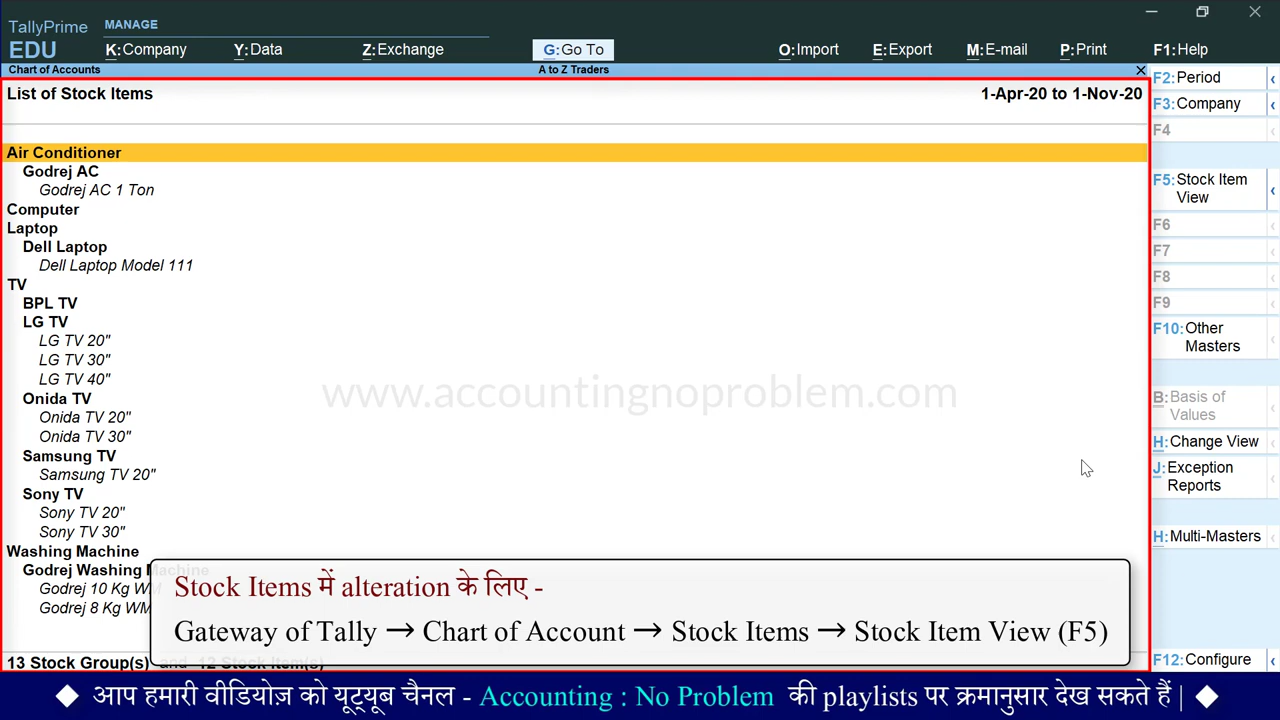 TallyPrime
EDU
MANAGE
K:Company Y:Data Z:Exchange G:Go To O:Import E:Export M:E-mail P:Print F1:Help
Chart of Accounts A to Z Traders
List of Stock Items 1-Apr-20 to 1-Nov-20
Air Conditioner
Godrej AC
Godrej AC 1 Ton
Computer
Laptop
Dell Laptop
Dell Laptop Model 111
TV
BPL TV
LG TV
LG TV 20"
LG TV 30"
LG TV 40"
Onida TV
Onida TV 20"
Onida TV 30"
Samsung TV
Samsung TV 20"
Sony TV
Sony TV 20"
Sony TV 30"
Washing Machine
Godrej Washing Machine
Godrej 10 Kg WM
Godrej 8 Kg WM
13 Stock Group(s) and 12 Stock Item(s)
www.accountingnoproblem.com
F2:Period
F3:Company
F4
F5:Stock Item
View
F6
F7
F8
F9
F10:Other
Masters
B:Basis of
Values
H:Change View
J:Exception
Reports
H:Multi-Masters
F12:Configure
Stock Items में alteration के लिए -
Gateway of Tally → Chart of Account → Stock Items → Stock Item View (F5)
◆ आप हमारी वीडियोज़ को यूट्यूब चैनल - Accounting : No Problem की playlists पर क्रमानुसार देख सकते हैं | ◆